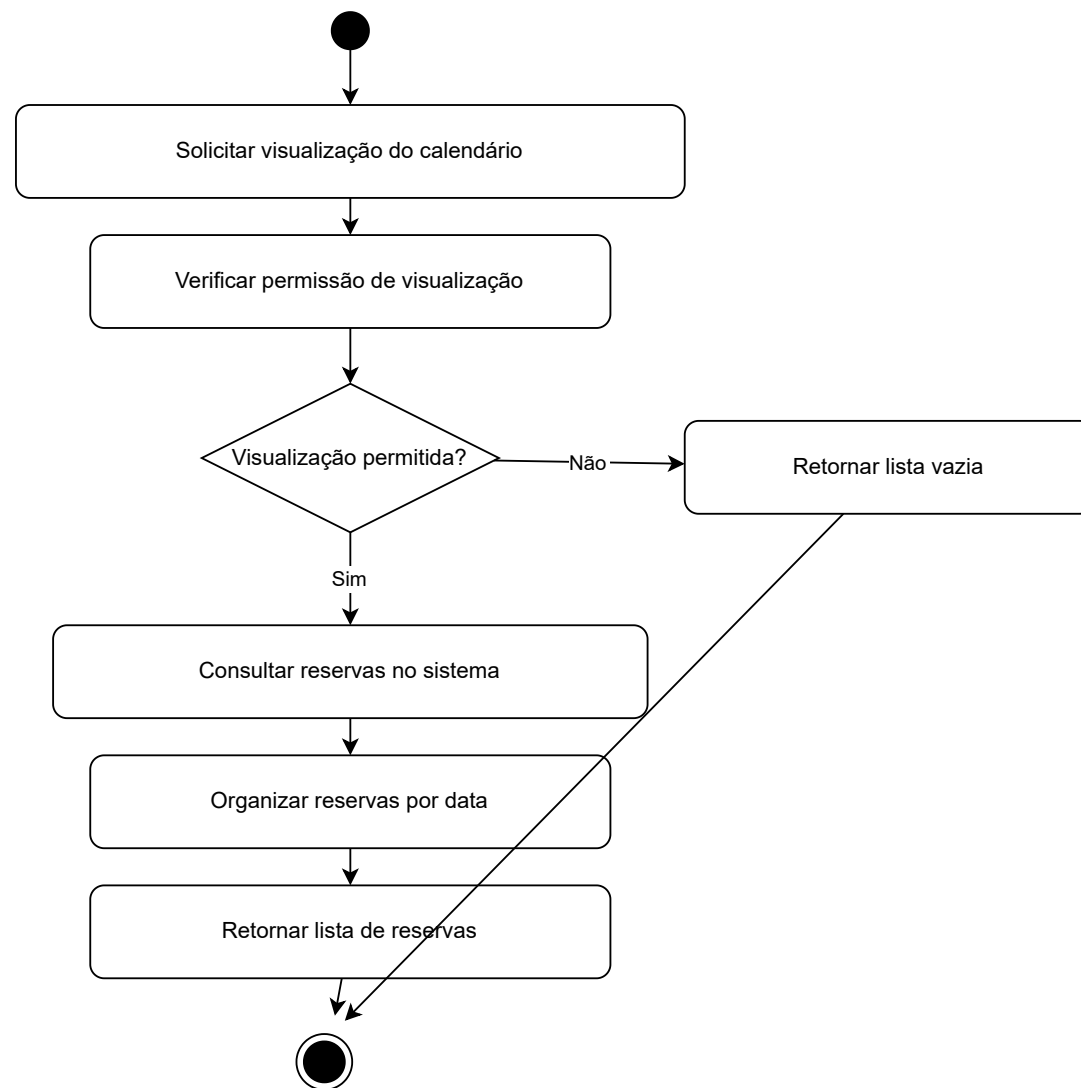 Solicitar visualização do calendário
Verificar permissão de visualização
Visualização permitida?
Não
Retornar lista vazia
Sim
Consultar reservas no sistema
Organizar reservas por data
Retornar lista de reservas